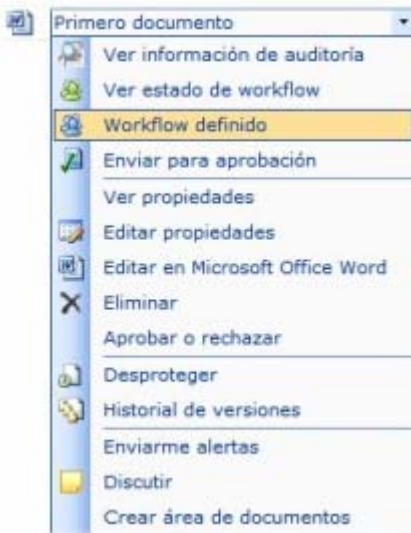 Primero documento
Ver información de auditoría
Ver estado de workflow
Workflow definido
Enviar para aprobación
Ver propiedades
Editar propiedades
Editar en Microsoft Office Word
Eliminar
Aprobar o rechazar
Desproteger
Historial de versiones
Enviarme alertas
Discutir
Crear área de documentos